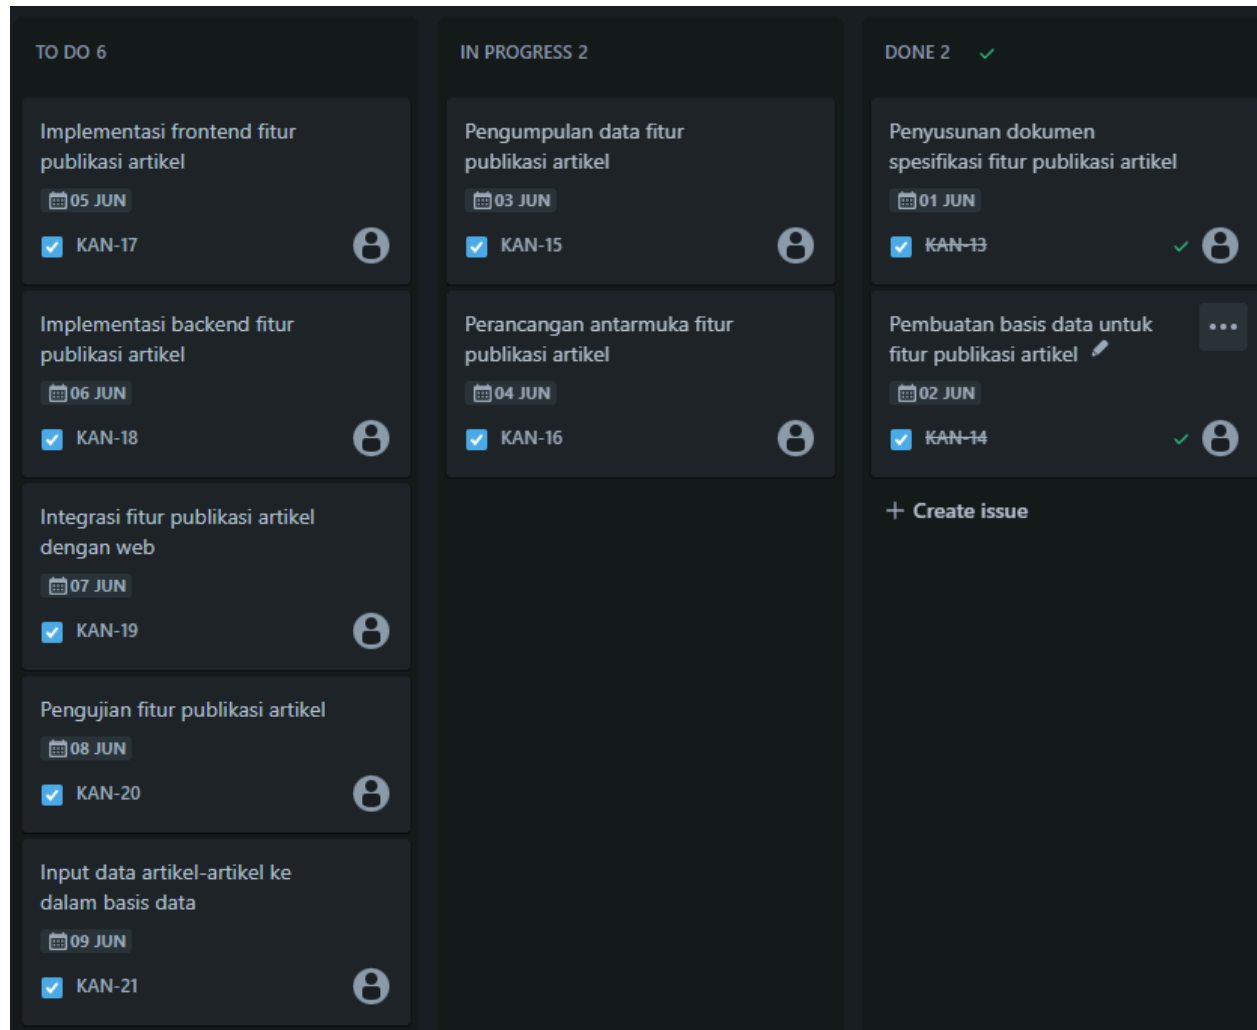 TO DO 6
Implementasi frontend fitur
publikasi artikel
05 JUN
KAN-17
Implementasi backend fitur
publikasi artikel
06 JUN
KAN-18
Integrasi fitur publikasi artikel
dengan web
07 JUN
KAN-19
Pengujian fitur publikasi artikel
08 JUN
KAN-20
Input data artikel-artikel ke
dalam basis data
09 JUN
KAN-21
IN PROGRESS 2
Pengumpulan data fitur
publikasi artikel
03 JUN
KAN-15
Perancangan antarmuka fitur
publikasi artikel
04 JUN
KAN-16
DONE 2
Penyusunan dokumen
spesifikasi fitur publikasi artikel
01 JUN
KAN-13
Pembuatan basis data untuk
fitur publikasi artikel
02 JUN
KAN-14
+ Create issue